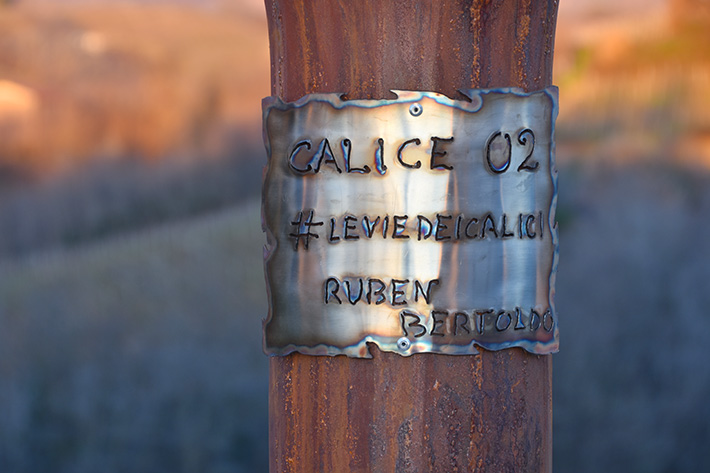 CALICE 02
#LEVIEDEICALICI
RUBEN
BERTOLDO